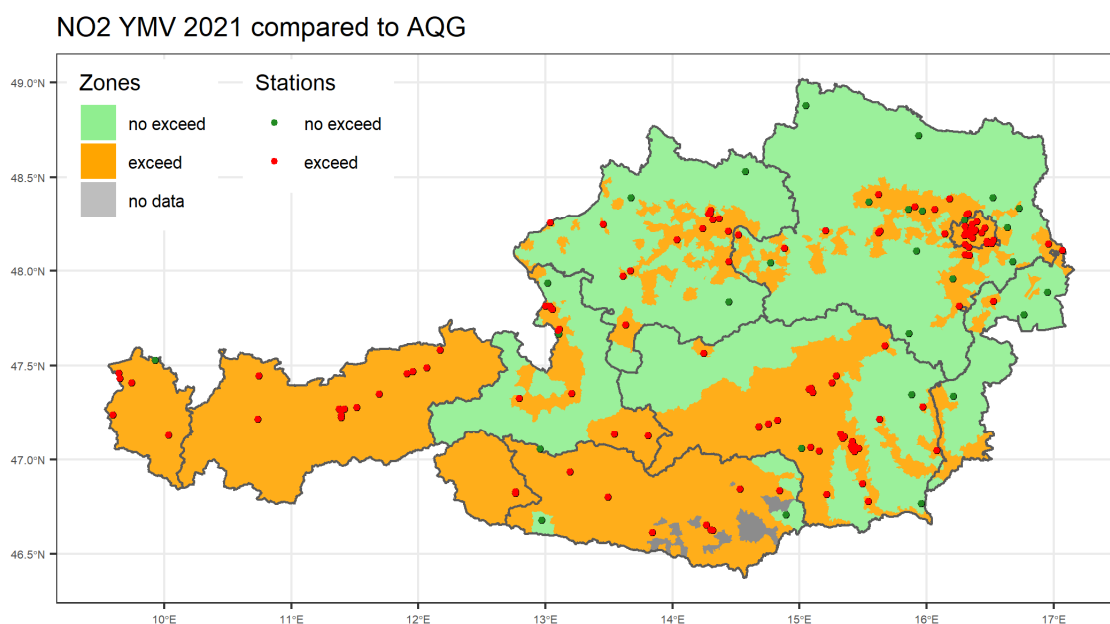 NO2 YMV 2021 compared to AQG
Zones
no exceed
exceed
no data
Stations
no exceed
exceed
49.0°N
48.5°N
48.0°N
47.5°N
47.0°N
46.5°N
10°E 11°E 12°E 13°E 14°E 15°E 16°E 17°E